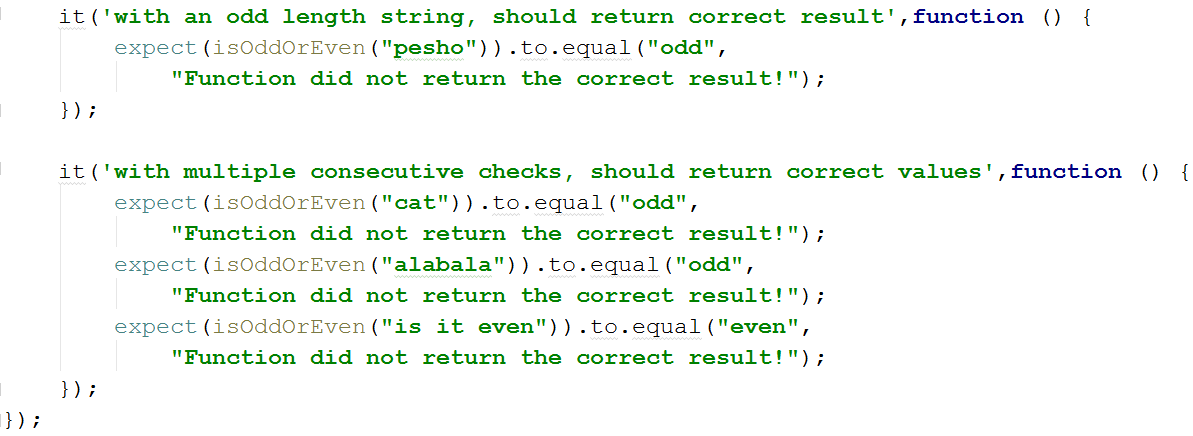 it('with an odd length string, should return correct result',function () {
expect(isOddOrEven("pesho")).to.equal("odd",
"Function did not return the correct result!");
});
it('with multiple consecutive checks, should return correct values',function () {
expect(isOddOrEven("cat")).to.equal("odd",
"Function did not return the correct result!");
expect(isOddOrEven("alabala")).to.equal("odd",
"Function did not return the correct result!");
expect(isOddOrEven("is it even")).to.equal("even",
"Function did not return the correct result!");
});
});